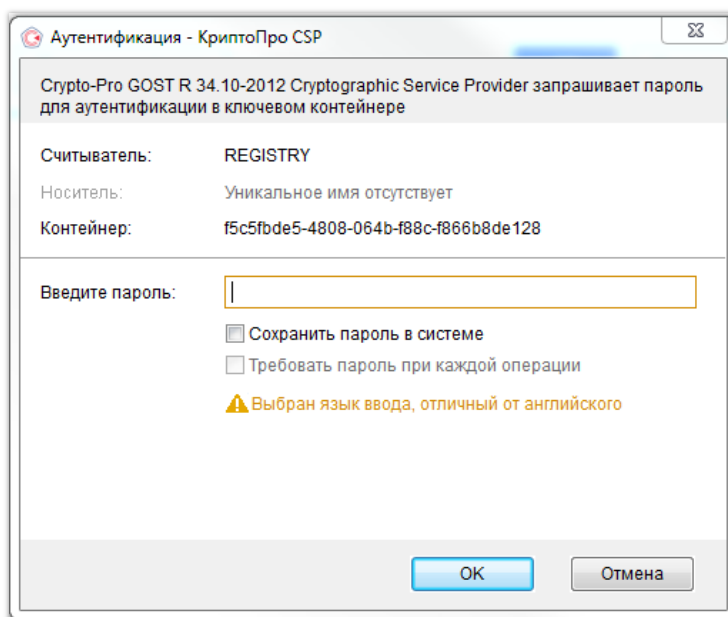 Аутентификация - КриптоПро CSP
Crypto-Pro GOST R 34.10-2012 Cryptographic Service Provider запрашивает пароль
для аутентификации в ключевом контейнере
Считыватель: REGISTRY
Носитель: Уникальное имя отсутствует
Контейнер: f5c5fbde5-4808-064b-f88c-f866b8de128
Введите пароль:
Сохранить пароль в системе
Требовать пароль при каждой операции
Выбран язык ввода, отличный от английского
OK Отмена